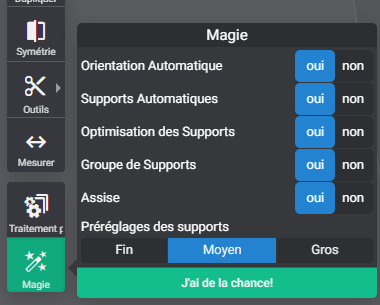 Dupliquer
Symétrie
Outils
Mesurer
Traitement p
Magie
Magie
Orientation Automatique oui non
Supports Automatiques oui non
Optimisation des Supports oui non
Groupe de Supports oui non
Assise oui non
Préréglages des supports
Fin Moyen Gros
J'ai de la chance!